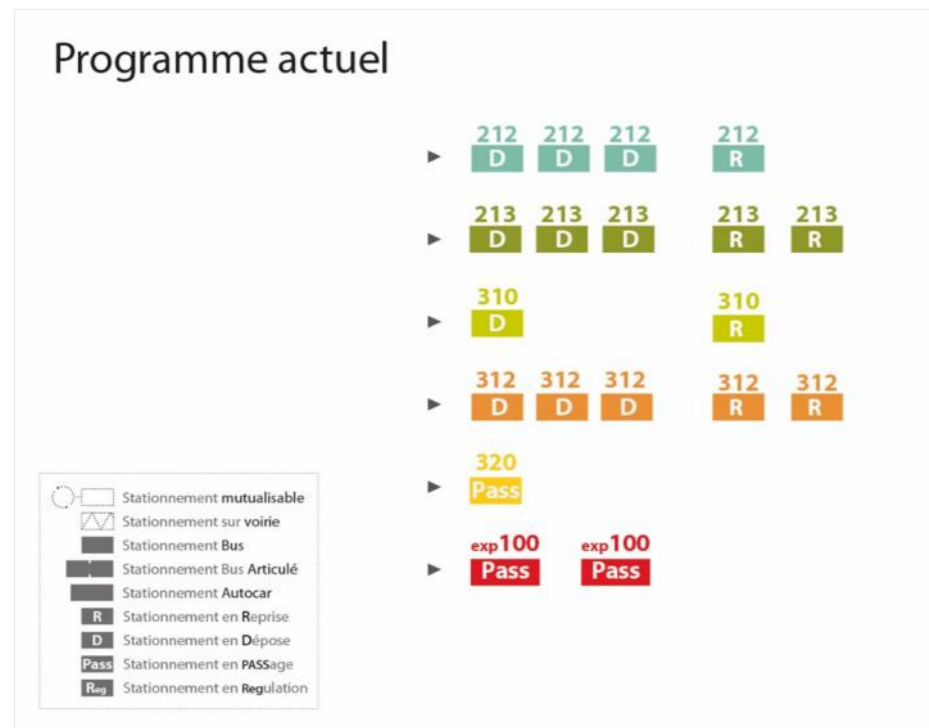 Programme actuel
212 212 212 212
D D D R
213 213 213 213 213
D D D R R
310 310
D R
312 312 312 312 312
D D D R R
320
Pass
exp100 exp100
Pass Pass
Stationnement mutualisable
Stationnement sur voirie
Stationnement Bus
Stationnement Bus Articulé
Stationnement Autocar
R Stationnement en Reprise
D Stationnement en Dépose
Pass Stationnement en PASSage
Reg Stationnement en Regulation